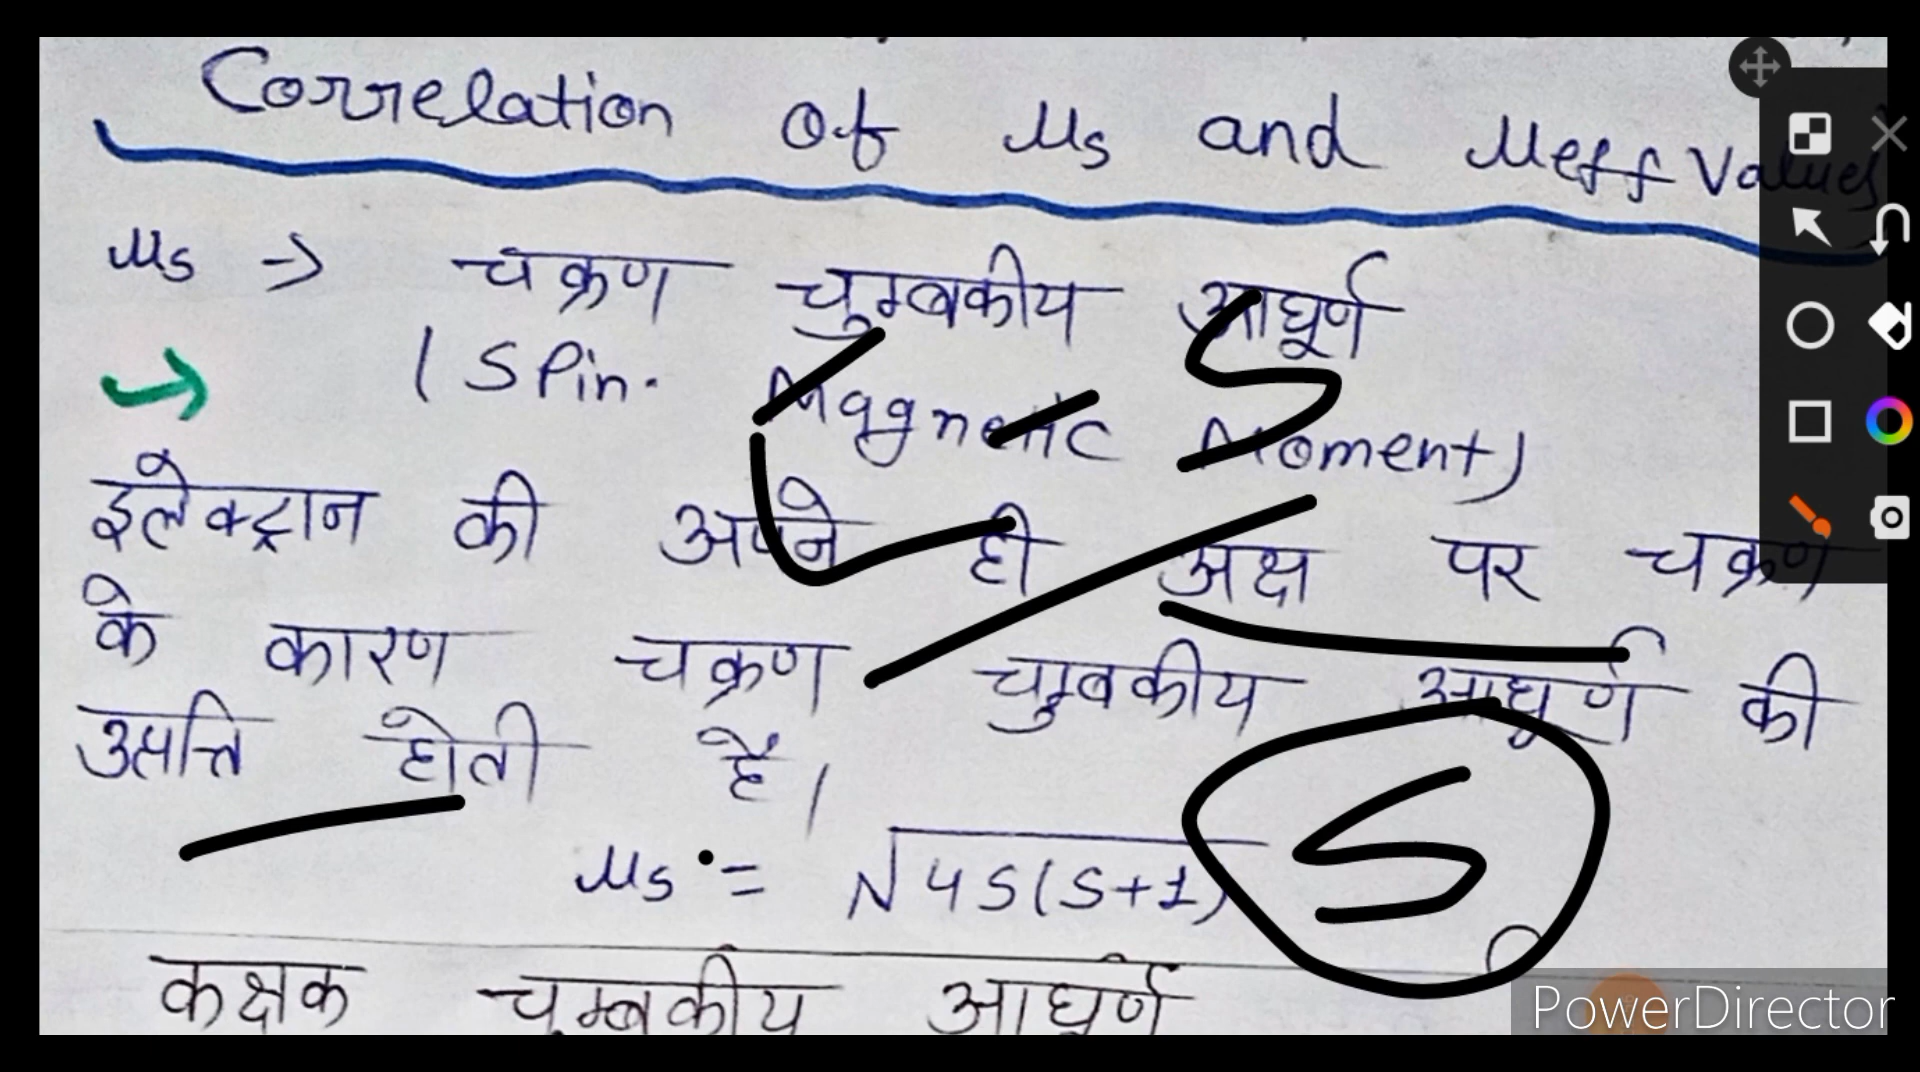 Correlation of μs and μeff Values
μs -> चक्रण चुम्बकीय आघूर्ण
(Spin. Magnetic Moment)
इलेक्ट्रान की अपने ही अक्ष पर चक्रण
के कारण चक्रण चुम्बकीय आघूर्ण की
उत्पत्ति होती है।
μs = √4S(S+1) S
कक्षक चुम्बकीय आघूर्ण
PowerDirector